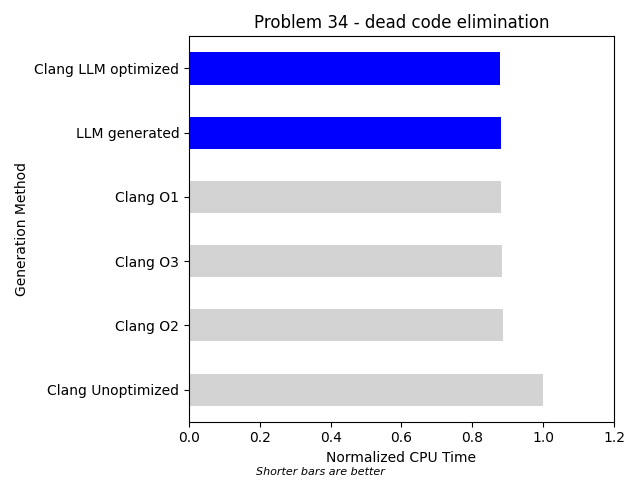 Problem 34 - dead code elimination
Clang LLM optimized
LLM generated
Clang O1
Clang O3
Clang O2
Clang Unoptimized
Generation Method
0.0 0.2 0.4 0.6 0.8 1.0 1.2
Normalized CPU Time
Shorter bars are better